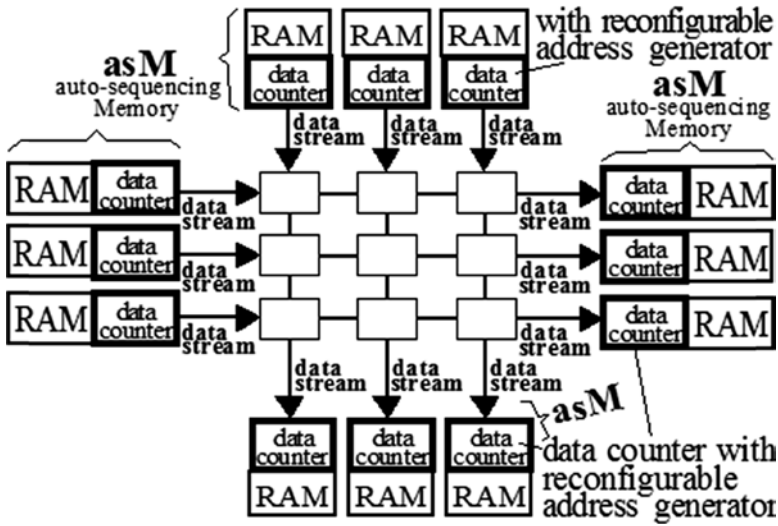 RAM RAM RAM
with reconfigurable
address generator
data
counter
data
counter
data
counter
asM
auto-sequencing
Memory
asM
auto-sequencing
Memory
data
stream
data
stream
data
stream
RAM
data
counter
data
stream
data
stream
data
counter
RAM
RAM
data
counter
data
stream
data
stream
data
counter
RAM
RAM
data
counter
data
stream
data
stream
data
counter
RAM
data
stream
data
stream
data
stream
asM
data
counter
data
counter
data
counter
RAM RAM RAM
data counter with
reconfigurable
address generator